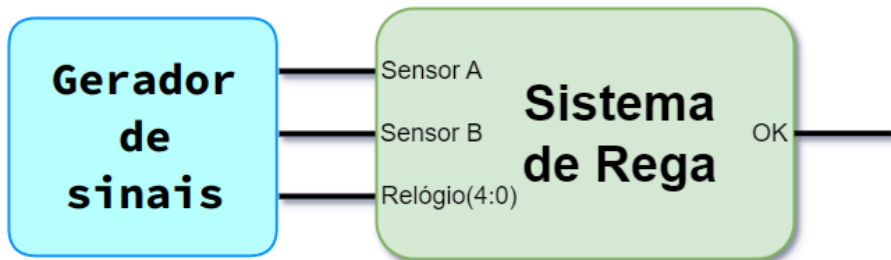 Gerador
de
sinais
Sensor A
Sensor B
Relógio(4:0)
Sistema
de Rega
OK